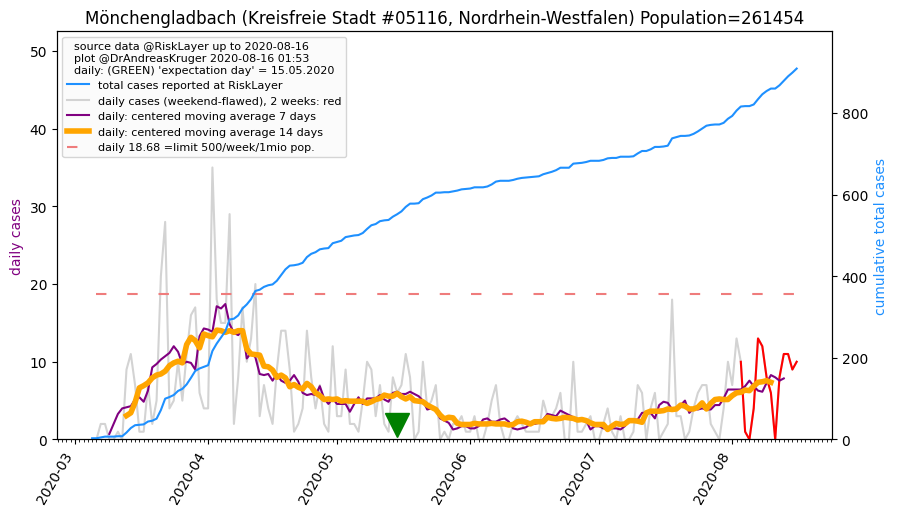 Mönchengladbach (Kreisfreie Stadt #05116, Nordrhein-Westfalen) Population=261454
source data @RiskLayer up to 2020-08-16
plot @DrAndreasKruger 2020-08-16 01:53
daily: (GREEN) 'expectation day' = 15.05.2020
total cases reported at RiskLayer
daily cases (weekend-flawed), 2 weeks: red
daily: centered moving average 7 days
daily: centered moving average 14 days
daily 18.68 =limit 500/week/1mio pop.
daily cases
50
40
30
20
10
0
cumulative total cases
800
600
400
200
0
2020-03
2020-04
2020-05
2020-06
2020-07
2020-08